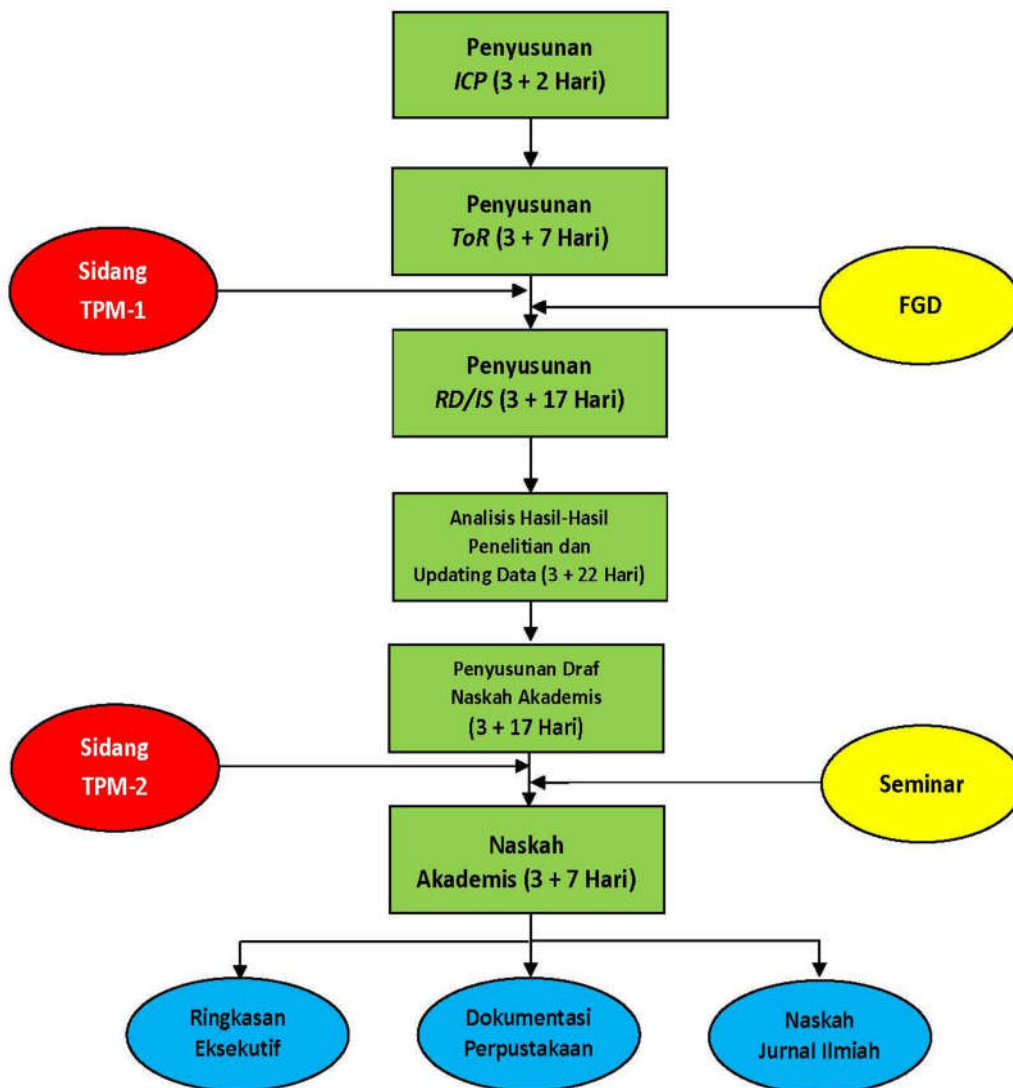 Penyusunan
ICP (3 + 2 Hari)
Penyusunan
ToR (3 + 7 Hari)
Sidang
TPM-1
FGD
Penyusunan
RD/IS (3 + 17 Hari)
Analisis Hasil-Hasil
Penelitian dan
Updating Data (3 + 22 Hari)
Penyusunan Draf
Naskah Akademis
(3 + 17 Hari)
Sidang
TPM-2
Seminar
Naskah
Akademis (3 + 7 Hari)
Ringkasan
Eksekutif
Dokumentasi
Perpustakaan
Naskah
Jurnal Ilmiah